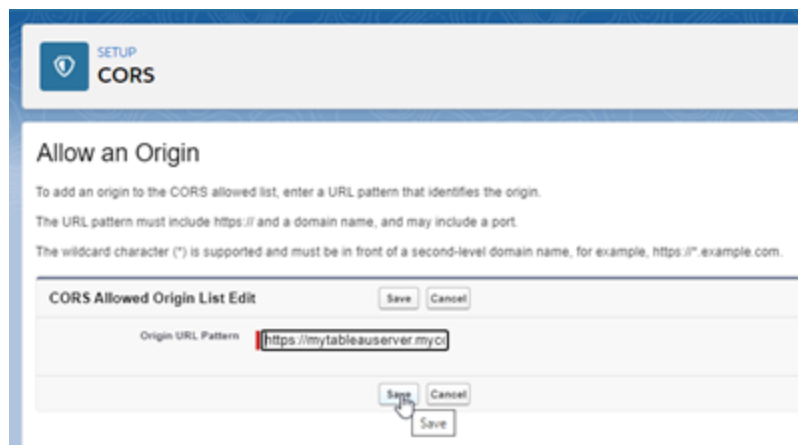 SETUP
CORS
Allow an Origin
To add an origin to the CORS allowed list, enter a URL pattern that identifies the origin.
The URL pattern must include https:// and a domain name, and may include a port.
The wildcard character (*) is supported and must be in front of a second-level domain name, for example, https://*.example.com.
CORS Allowed Origin List Edit Save Cancel
Origin URL Pattern https://mytableauserver.myco
Save Cancel
Save